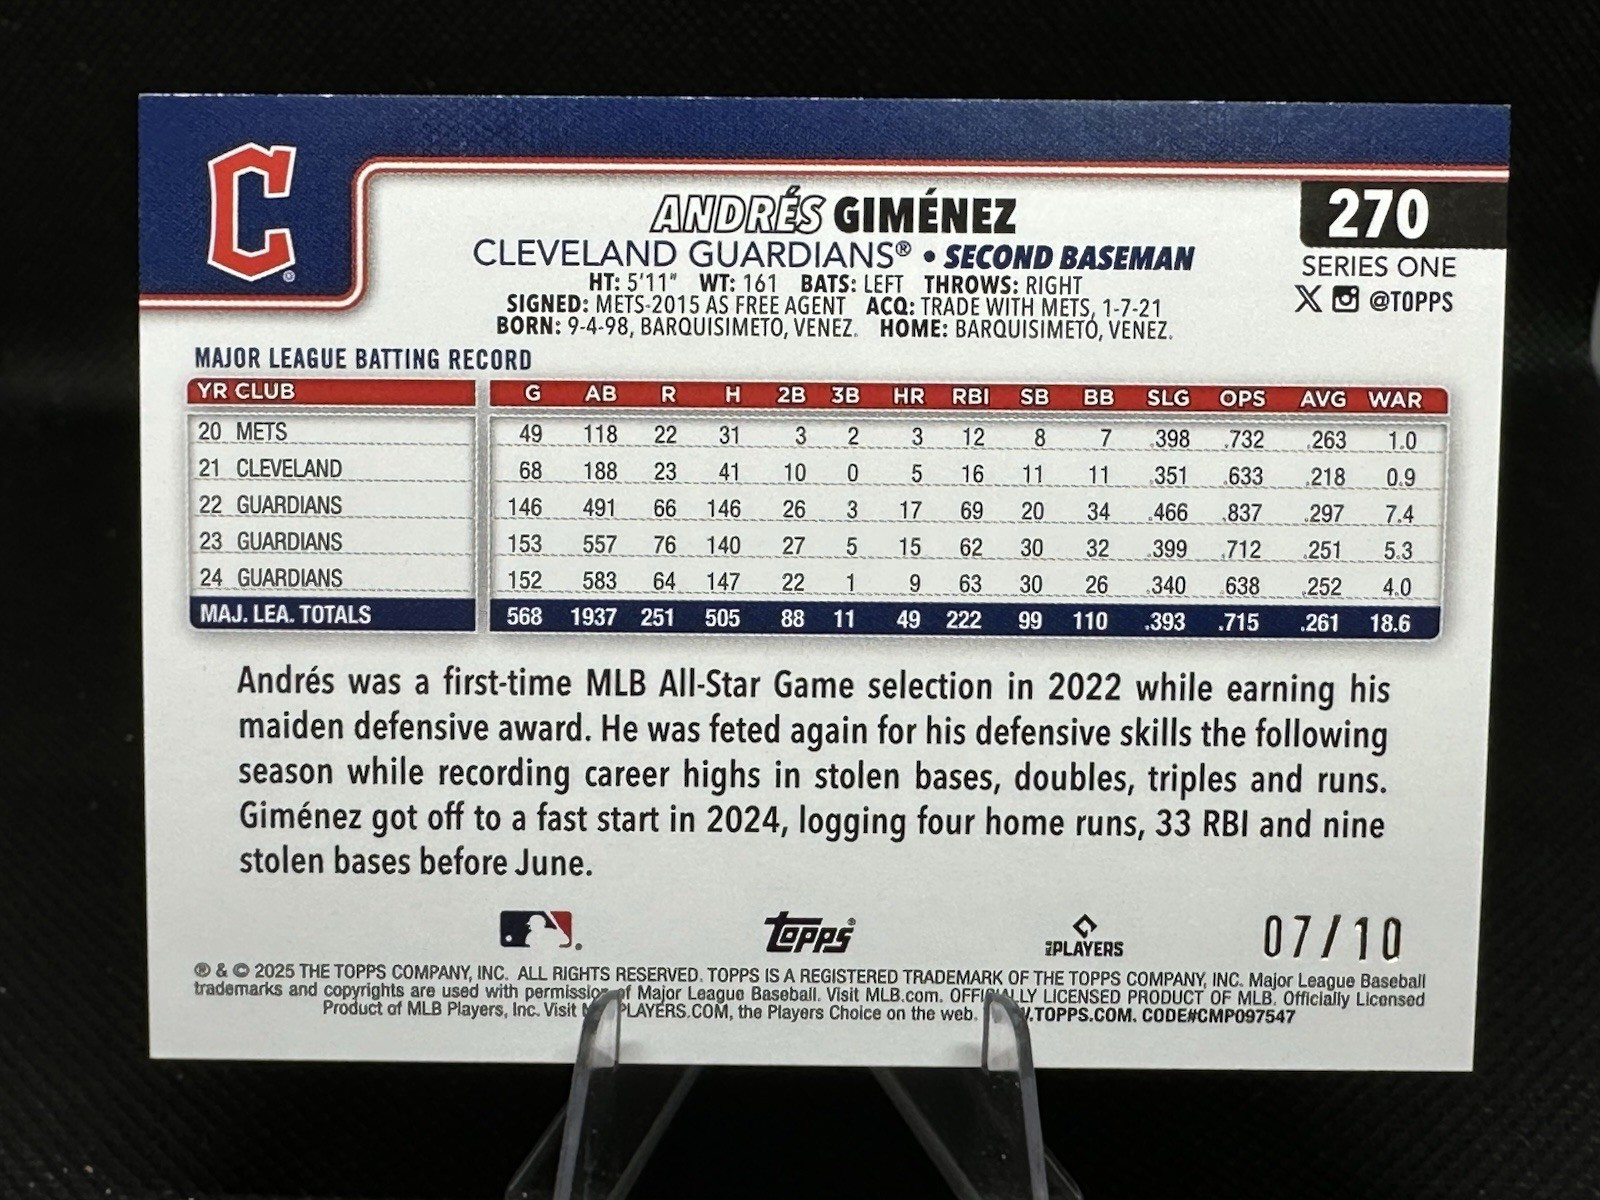 C
ANDRÉS GIMÉNEZ
270
CLEVELAND GUARDIANS® • SECOND BASEMAN
SERIES ONE
HT: 5'11" WT: 161 BATS: LEFT THROWS: RIGHT
@TOPPS
SIGNED: METS-2015 AS FREE AGENT ACQ: TRADE WITH METS, 1-7-21
BORN: 9-4-98, BARQUISIMETO, VENEZ. HOME: BARQUISIMETO, VENEZ.
MAJOR LEAGUE BATTING RECORD
YR CLUB G AB R H 2B 3B HR RBI SB BB SLG OPS AVG WAR
20 METS 49 118 22 31 3 2 3 12 8 7 .398 .732 .263 1.0
21 CLEVELAND 68 188 23 41 10 0 5 16 11 11 .351 .633 .218 0.9
22 GUARDIANS 146 491 66 146 26 3 17 69 20 34 .466 .837 .297 7.4
23 GUARDIANS 153 557 76 140 27 5 15 62 30 32 .399 .712 .251 5.3
24 GUARDIANS 152 583 64 147 22 1 9 63 30 26 .340 .638 .252 4.0
MAJ. LEA. TOTALS 568 1937 251 505 88 11 49 222 99 110 .393 .715 .261 18.6
Andrés was a first-time MLB All-Star Game selection in 2022 while earning his
maiden defensive award. He was feted again for his defensive skills the following
season while recording career highs in stolen bases, doubles, triples and runs.
Giménez got off to a fast start in 2024, logging four home runs, 33 RBI and nine
stolen bases before June.
Topps® PLAYERS 07/10
® & © 2025 THE TOPPS COMPANY, INC. ALL RIGHTS RESERVED. TOPPS IS A REGISTERED TRADEMARK OF THE TOPPS COMPANY, INC. Major League Baseball
trademarks and copyrights are used with permission of Major League Baseball. Visit MLB.com. OFFICIALLY LICENSED PRODUCT OF MLB. Officially Licensed
Product of MLB Players, Inc. Visit PLAYERS.COM, the Players Choice on the web. .TOPPS.COM. CODE#CMP097547